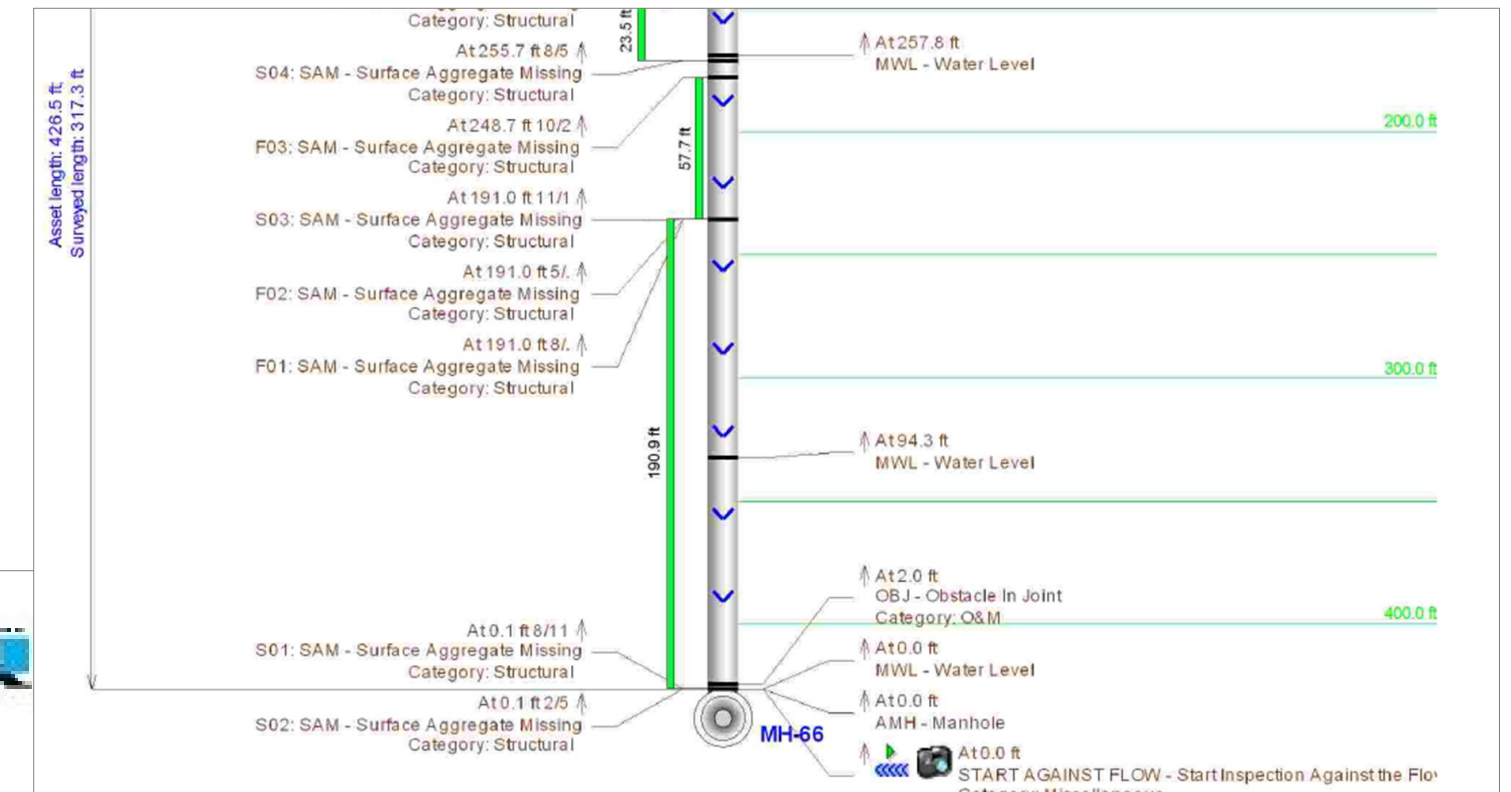 Category: Structural
23.5 ft
At 255.7 ft 8/5
S04: SAM - Surface Aggregate Missing
Category: Structural
At 248.7 ft 10/2
F03: SAM - Surface Aggregate Missing
Category: Structural
57.7 ft
At 191.0 ft 11/1
S03: SAM - Surface Aggregate Missing
Category: Structural
At 191.0 ft 5/.
F02: SAM - Surface Aggregate Missing
Category: Structural
At 191.0 ft 8/.
F01: SAM - Surface Aggregate Missing
Category: Structural
190.9 ft
At 0.1 ft 8/11
S01: SAM - Surface Aggregate Missing
Category: Structural
At 0.1 ft 2/5
S02: SAM - Surface Aggregate Missing
Category: Structural
Asset length: 426.5 ft
Surveyed length: 317.3 ft
At 257.8 ft
MWL - Water Level
200.0 ft
300.0 ft
At 94.3 ft
MWL - Water Level
At 2.0 ft
OBJ - Obstacle In Joint
Category: O&M
400.0 ft
At 0.0 ft
MWL - Water Level
At 0.0 ft
AMH - Manhole
MH-66
At 0.0 ft
START AGAINST FLOW - Start Inspection Against the Flow